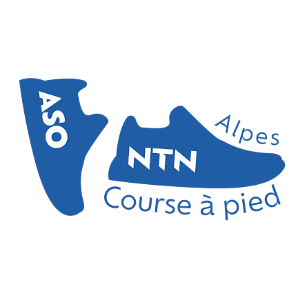 ASO
NTN
Alpes
Course à pied